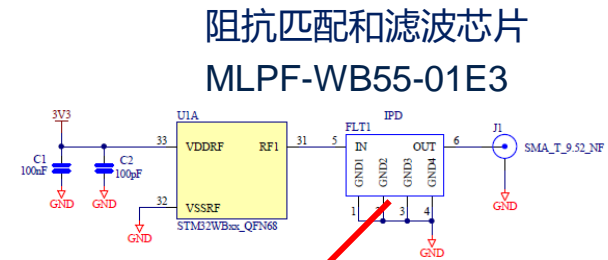 阻抗匹配和滤波芯片
MLPF-WB55-01E3
3V3
U1A
IPD
FLT1
J1
33
VDDRF
RF1
31
5
IN
OUT
6
SMA_T_9.52_NF
C1
100nF
C2
100pF
GND1
GND2
GND3
GND4
GND
GND
32
VSSRF
1
3
4
GND
GND
STM32WBxx_QFN68
GND